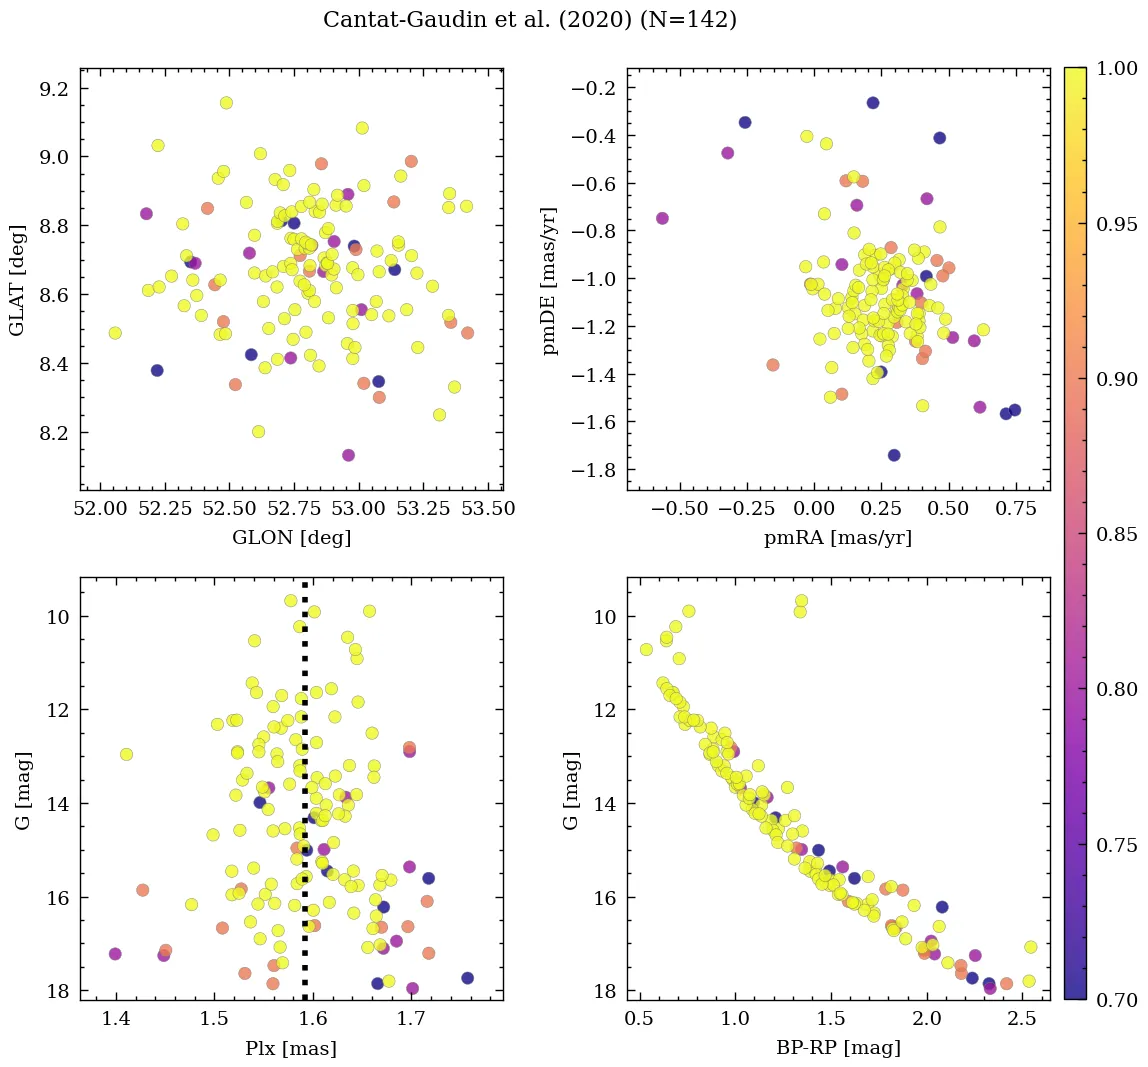 Cantat-Gaudin et al. (2020) (N=142)
9.2
9.0
8.8
8.6
8.4
8.2
GLAT [deg]
52.00 52.25 52.50 52.75 53.00 53.25 53.50
GLON [deg]
−0.2
−0.4
−0.6
−0.8
−1.0
−1.2
−1.4
−1.6
−1.8
pmDE [mas/yr]
−0.50 −0.25 0.00 0.25 0.50 0.75
pmRA [mas/yr]
10
12
14
16
18
G [mag]
1.4 1.5 1.6 1.7
Plx [mas]
10
12
14
16
18
G [mag]
0.5 1.0 1.5 2.0 2.5
BP-RP [mag]
1.00
0.95
0.90
0.85
0.80
0.75
0.70